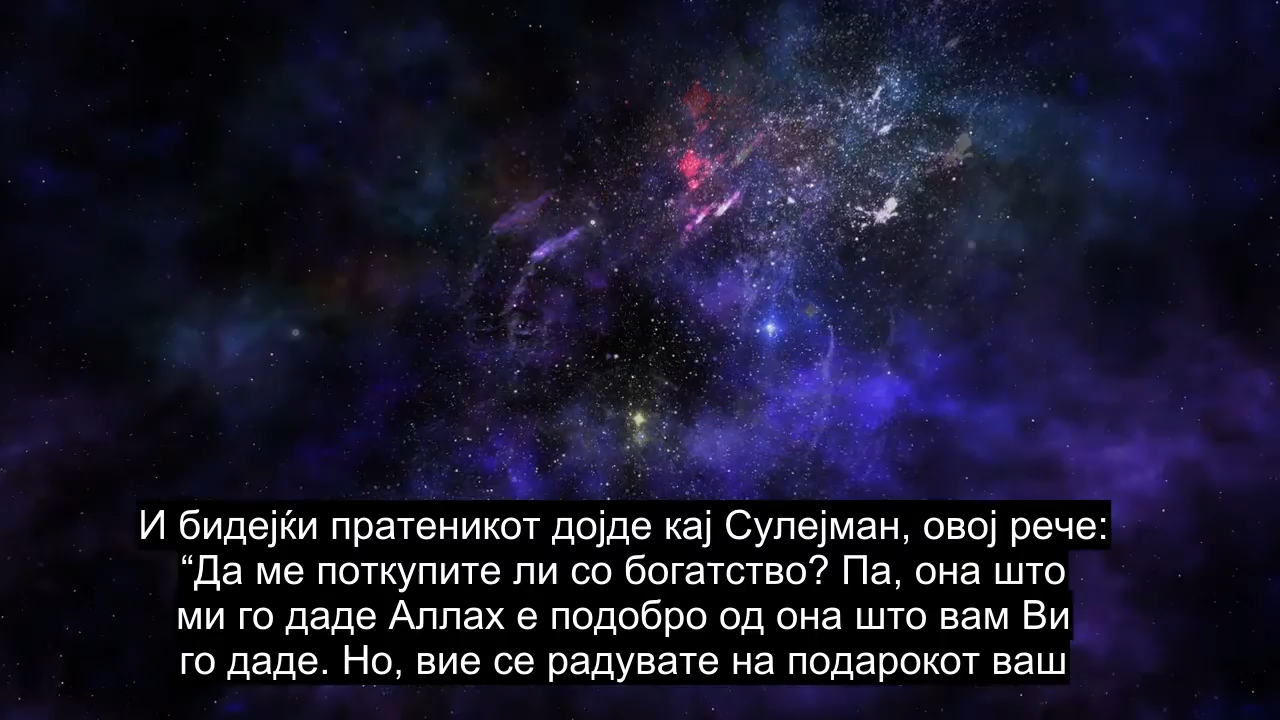 И бидејќи пратеникот дојде кај Сулејман, овој рече:
“Да ме поткупите ли со богатство? Па, она што
ми го даде Аллах е подобро од она што вам Ви
го даде. Но, вие се радувате на подарокот ваш